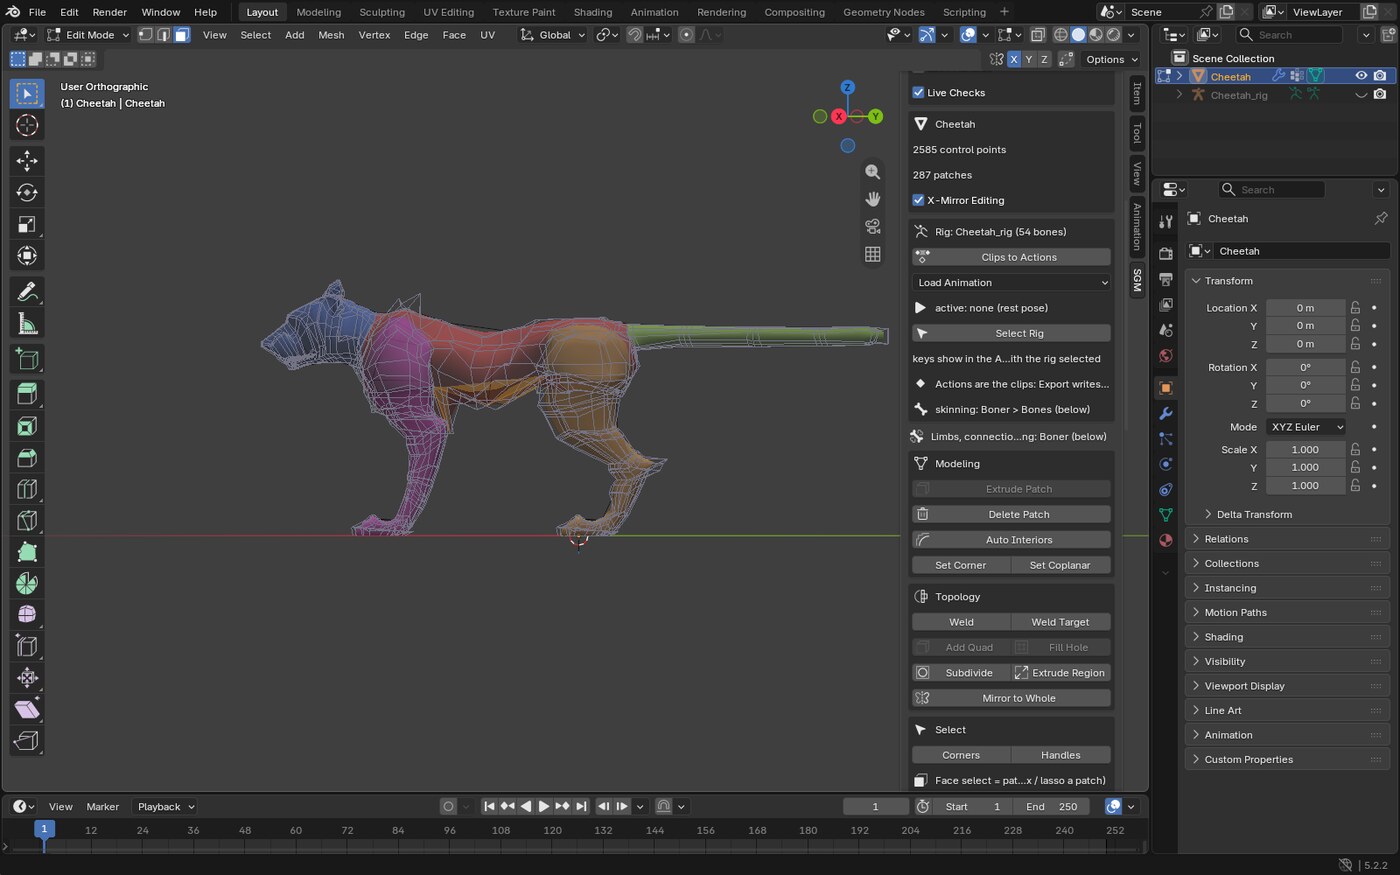 File Edit Render Window Help Layout Modeling Sculpting UV Editing Texture Paint Shading Animation Rendering Compositing Geometry Nodes Scripting Scene ViewLayer
Edit Mode View Select Add Mesh Vertex Edge Face UV Global Search
X Y Z Options
Scene Collection
Cheetah
Cheetah_rig
User Orthographic
(1) Cheetah | Cheetah
Z
X
Y
Item
Tool
View
Animation
SGM
Live Checks
Cheetah
2585 control points
287 patches
X-Mirror Editing
Rig: Cheetah_rig (54 bones)
Clips to Actions
Load Animation
active: none (rest pose)
Select Rig
keys show in the A...ith the rig selected
Actions are the clips: Export writes...
skinning: Boner > Bones (below)
Limbs, connectio...ng: Boner (below)
Modeling
Extrude Patch
Delete Patch
Auto Interiors
Set Corner Set Coplanar
Topology
Weld Weld Target
Add Quad Fill Hole
Subdivide Extrude Region
Mirror to Whole
Select
Corners Handles
Face select = pat...x / lasso a patch)
Search
Cheetah
Cheetah
Transform
Location X 0 m
Y 0 m
Z 0 m
Rotation X 0°
Y 0°
Z 0°
Mode XYZ Euler
Scale X 1.000
Y 1.000
Z 1.000
Delta Transform
Relations
Collections
Instancing
Motion Paths
Shading
Visibility
Viewport Display
Line Art
Animation
Custom Properties
View Marker Playback 1 Start 1 End 250
1 12 24 36 48 60 72 84 96 108 120 132 144 156 168 180 192 204 216 228 240 252
5.2.2